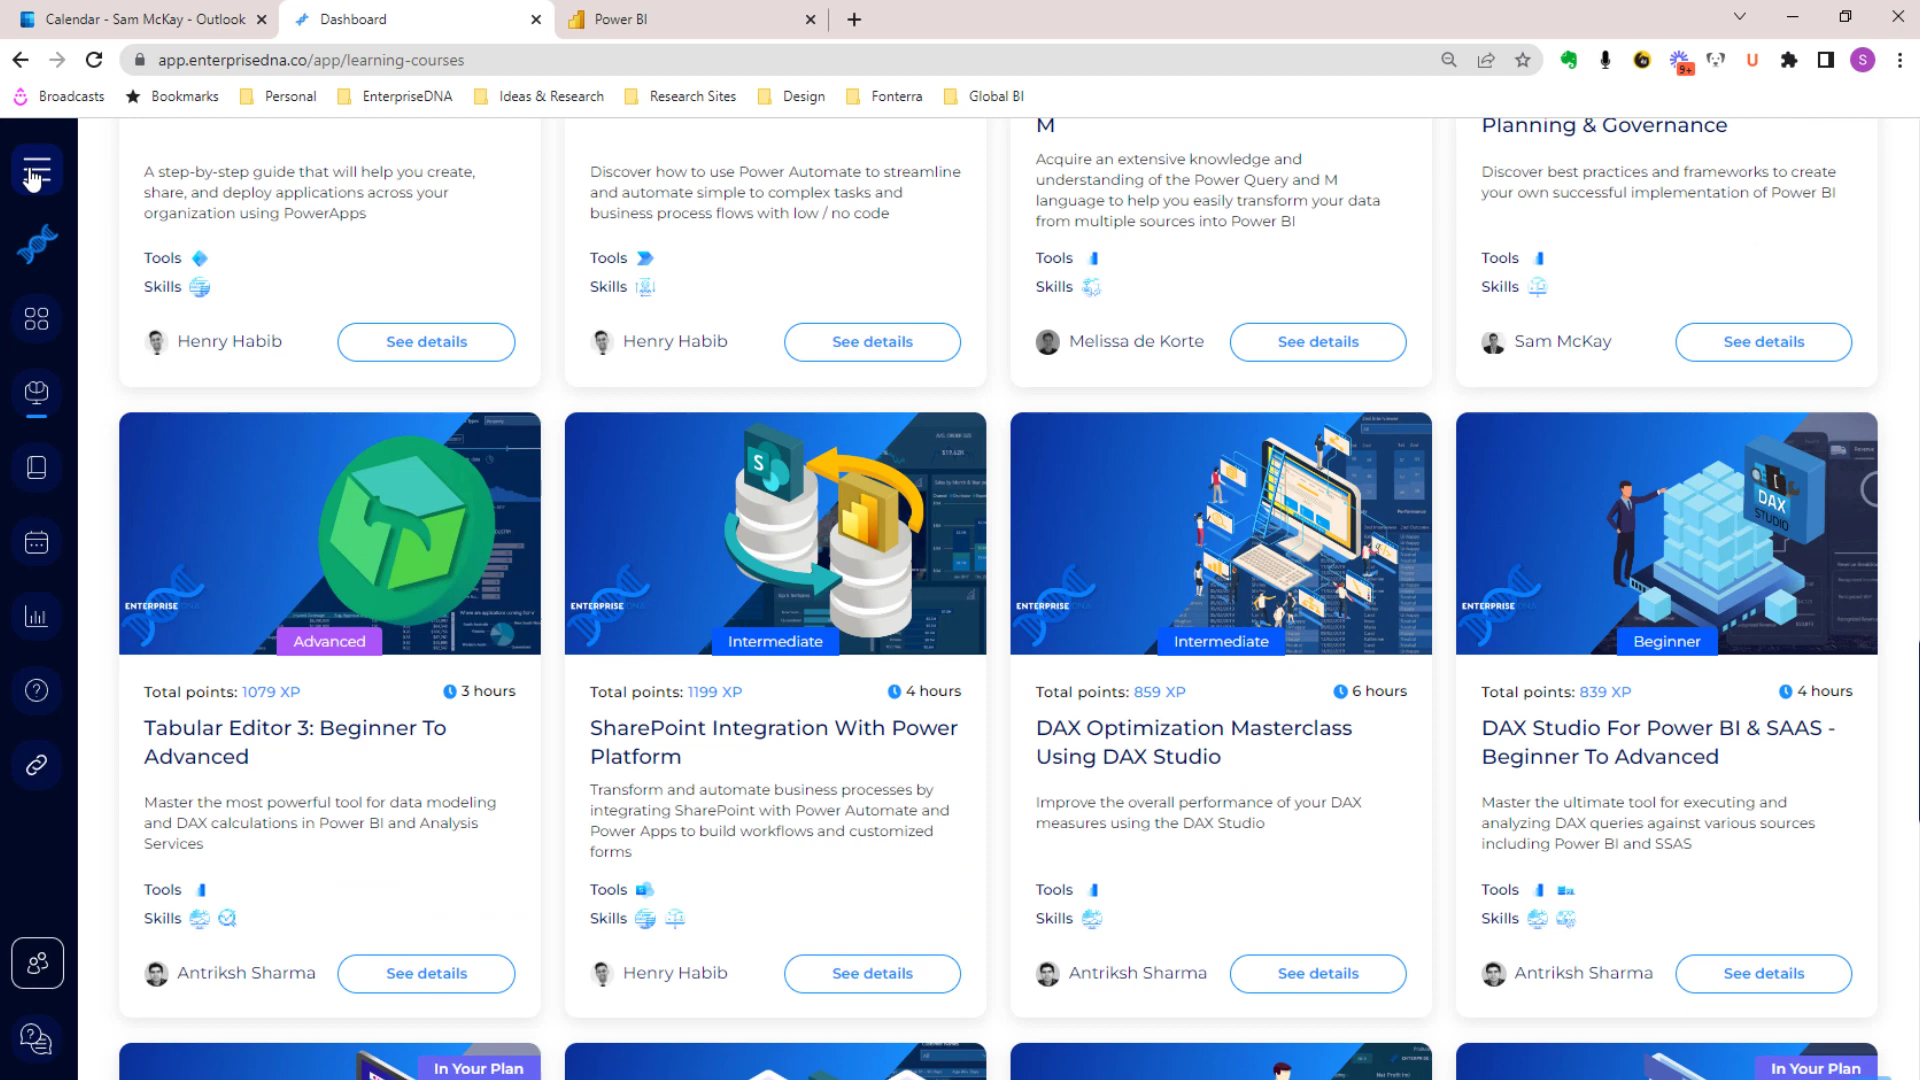 Calendar - Sam McKay - Outlook
Dashboard
Power BI
app.enterprisedna.co/app/learning-courses
9+
U
S
Broadcasts
Bookmarks
Personal
EnterpriseDNA
Ideas & Research
Research Sites
Design
Fonterra
Global BI
A step-by-step guide that will help you create,
share, and deploy applications across your
organization using PowerApps
Tools
Skills
Henry Habib
See details
Discover how to use Power Automate to streamline
and automate simple to complex tasks and
business process flows with low / no code
Tools
Skills
Henry Habib
See details
M
Acquire an extensive knowledge and
understanding of the Power Query and M
language to help you easily transform your data
from multiple sources into Power BI
Tools
Skills
Melissa de Korte
See details
Planning & Governance
Discover best practices and frameworks to create
your own successful implementation of Power BI
Tools
Skills
Sam McKay
See details
ENTERPRISE DNA
Advanced
Total points: 1079 XP
3 hours
Tabular Editor 3: Beginner To
Advanced
Master the most powerful tool for data modeling
and DAX calculations in Power BI and Analysis
Services
Tools
Skills
Antriksh Sharma
See details
S
ENTERPRISE DNA
Intermediate
Total points: 1199 XP
4 hours
SharePoint Integration With Power
Platform
Transform and automate business processes by
integrating SharePoint with Power Automate and
Power Apps to build workflows and customized
forms
Tools
Skills
Henry Habib
See details
ENTERPRISE DNA
Intermediate
Total points: 859 XP
6 hours
DAX Optimization Masterclass
Using DAX Studio
Improve the overall performance of your DAX
measures using the DAX Studio
Tools
Skills
Antriksh Sharma
See details
DAX
STUDIO
ENTERPRISE DNA
Beginner
Total points: 839 XP
4 hours
DAX Studio For Power BI & SAAS -
Beginner To Advanced
Master the ultimate tool for executing and
analyzing DAX queries against various sources
including Power BI and SSAS
Tools
Skills
Antriksh Sharma
See details
In Your Plan
In Your Plan